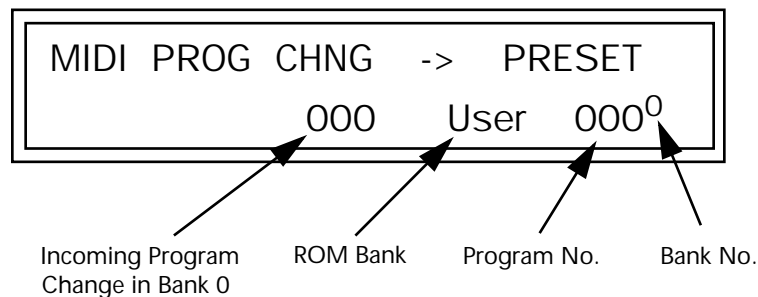 MIDI PROG CHNG -> PRESET
000 User 000⁰
Incoming Program Change in Bank 0
ROM Bank
Program No.
Bank No.